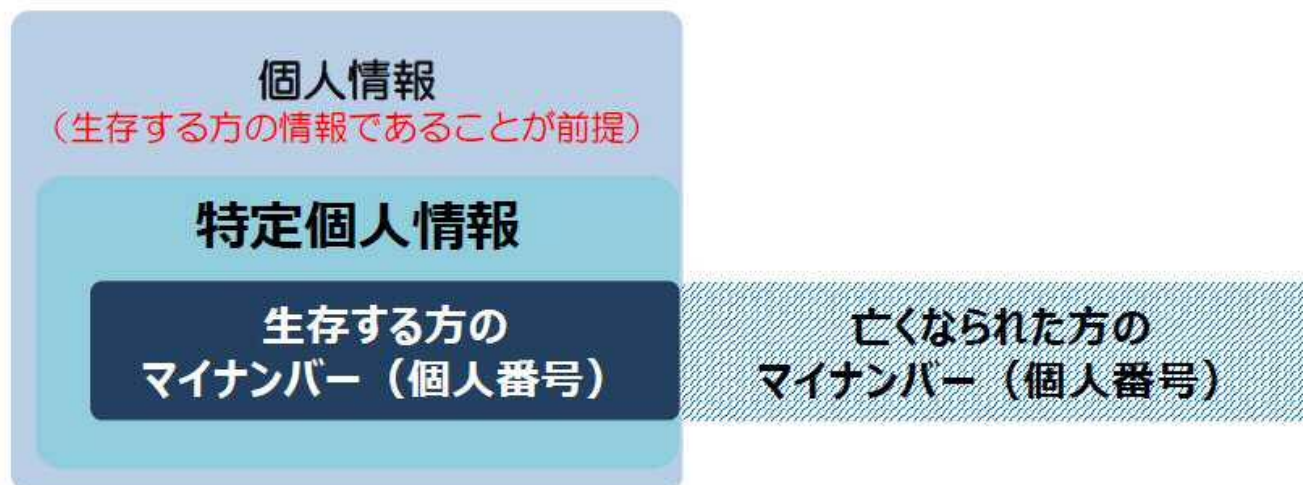 個人情報
（生存する方の情報であることが前提）
特定個人情報
生存する方の
マイナンバー（個人番号）
亡くなられた方の
マイナンバー（個人番号）